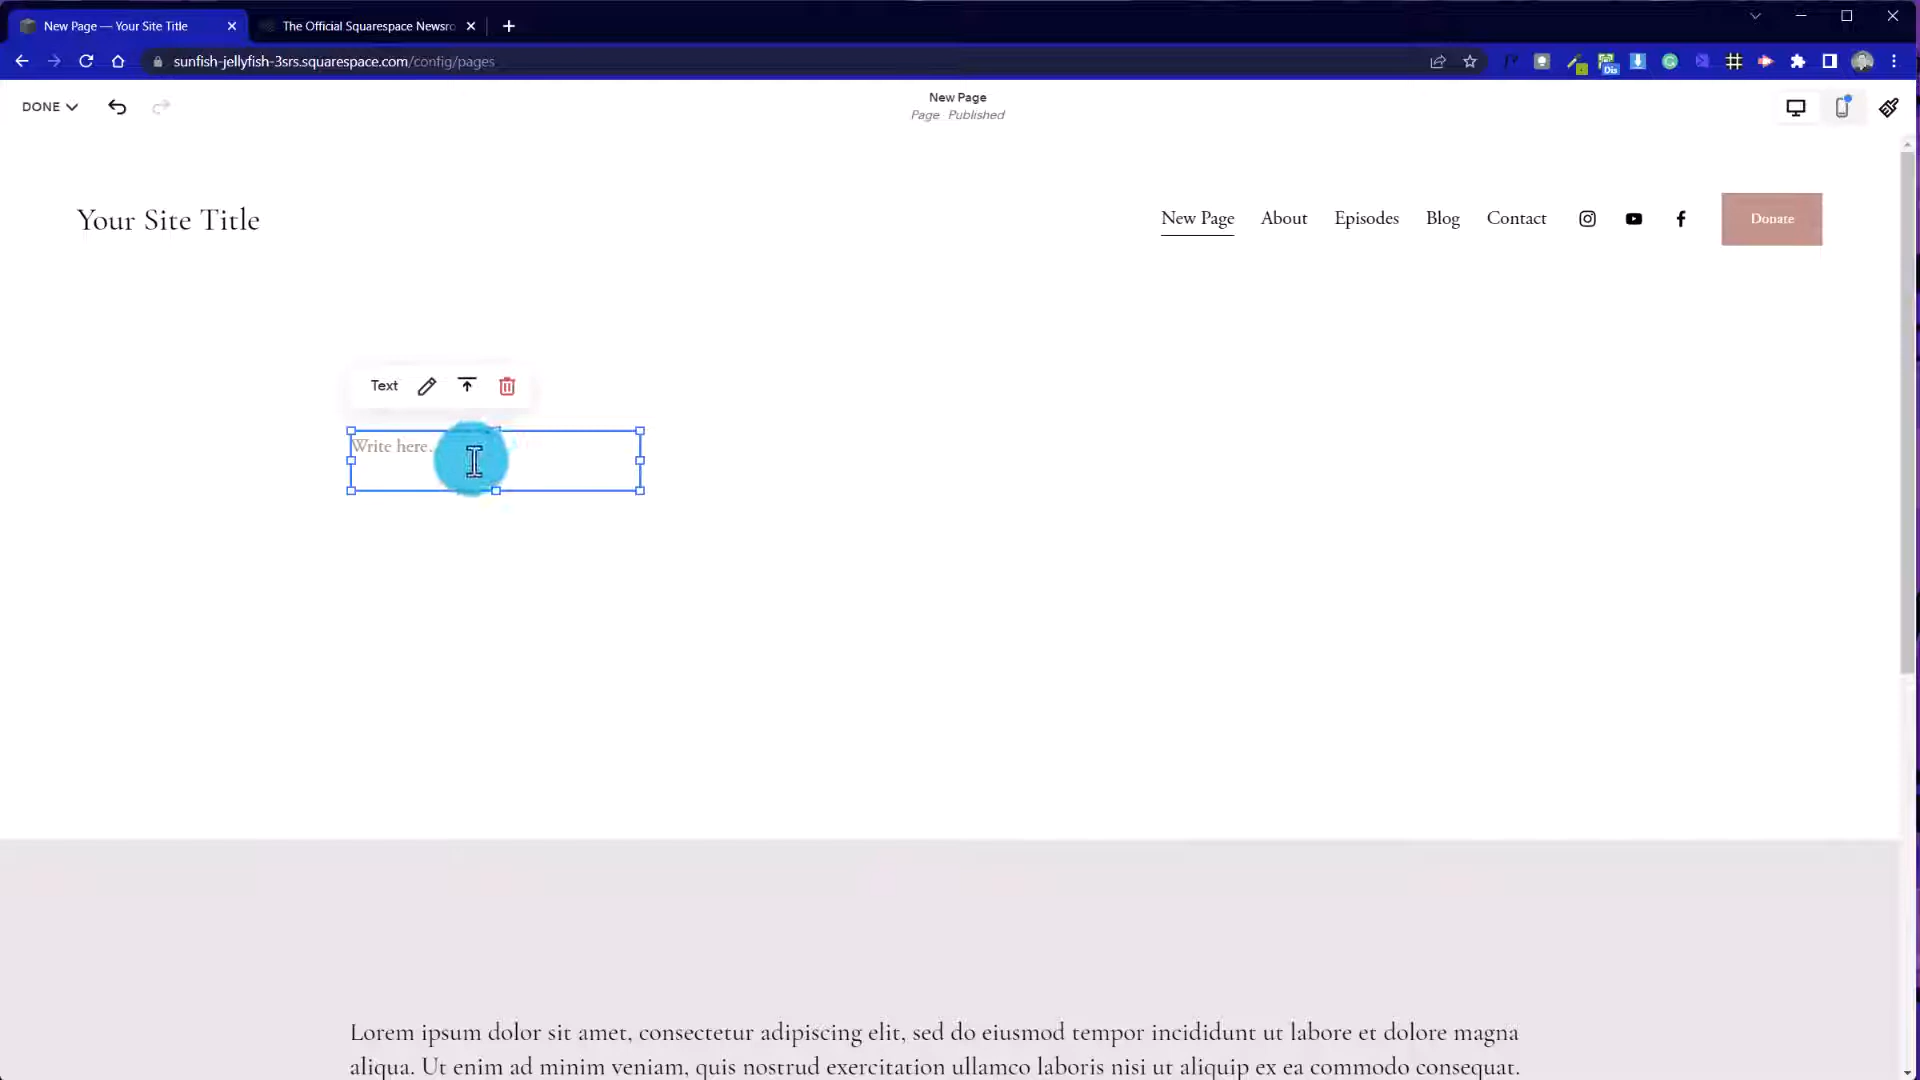 New Page — Your Site Title
The Official Squarespace Newsro
sunfish-jellyfish-3srs.squarespace.com/config/pages
Dis
DONE
New Page
Page Published
Your Site Title
New Page About Episodes Blog Contact Donate
Text
Write here.
Lorem ipsum dolor sit amet, consectetur adipiscing elit, sed do eiusmod tempor incididunt ut labore et dolore magna
aliqua. Ut enim ad minim veniam, quis nostrud exercitation ullamco laboris nisi ut aliquip ex ea commodo consequat.